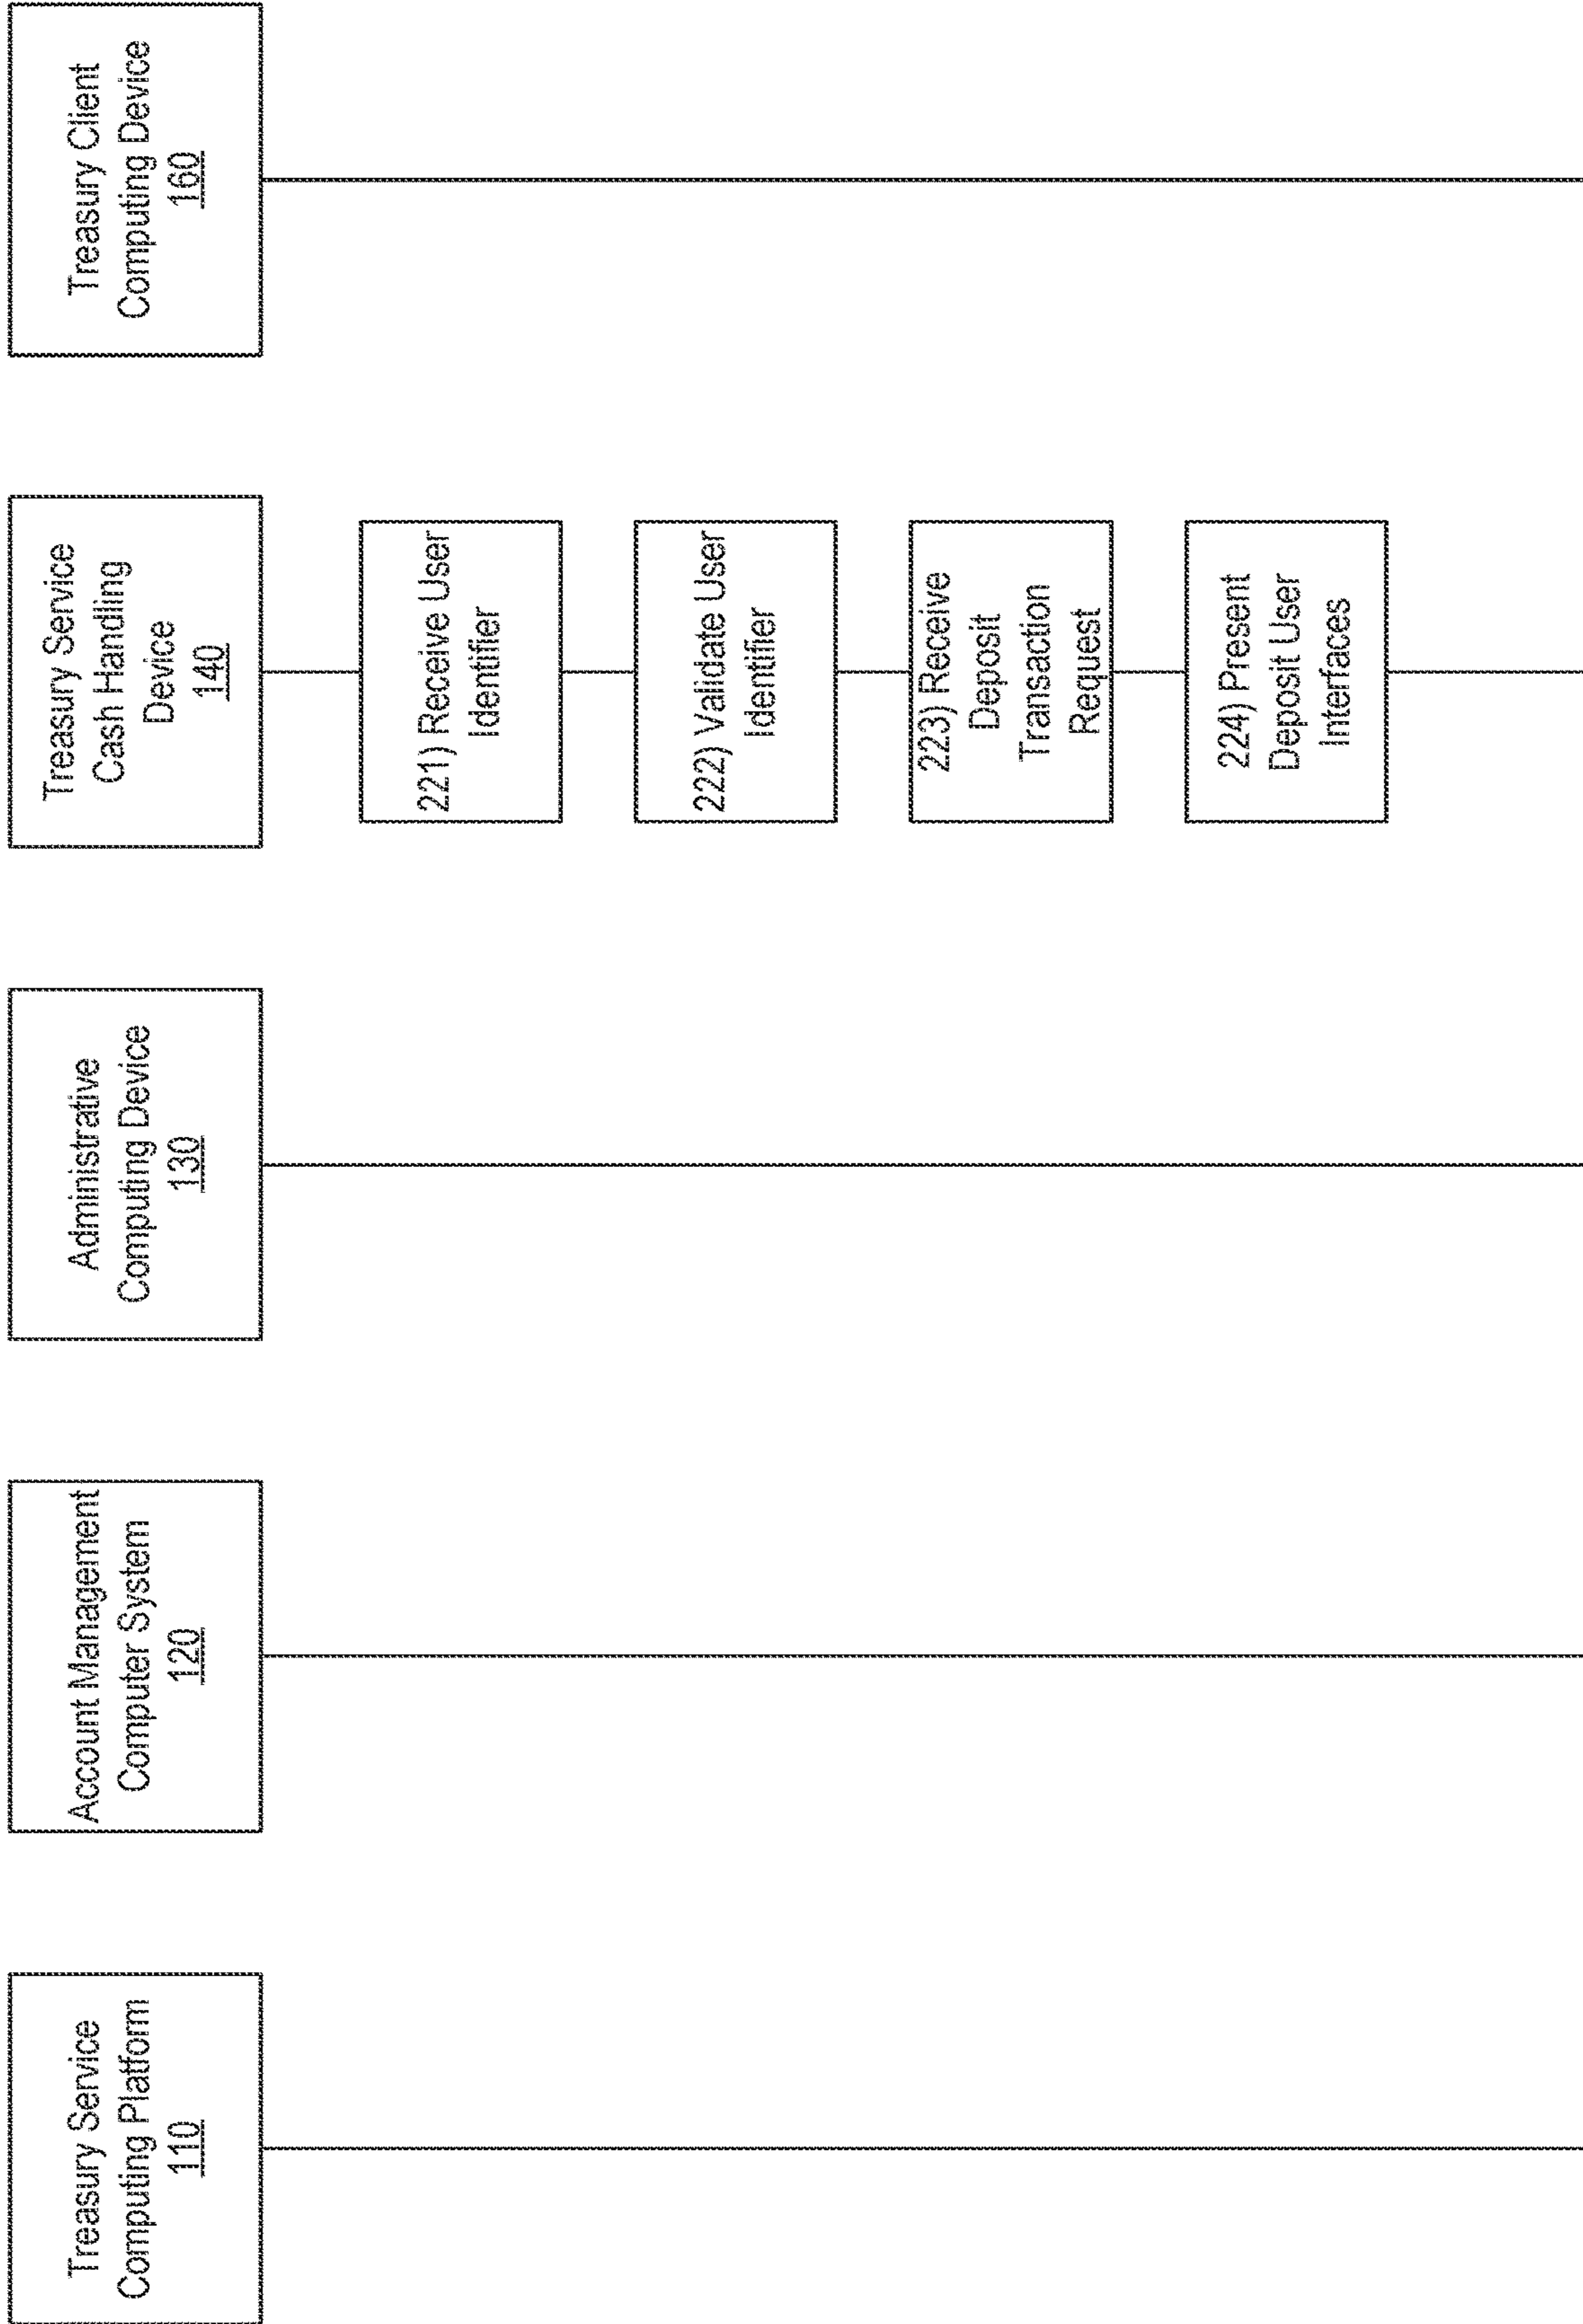 Treasury Service
Computing Platform
110
Account Management
Computer System
120
Administrative
Computing Device
130
Treasury Service
Cash Handling
Device
140
Treasury Client
Computing Device
160
221) Receive User
Identifier
222) Validate User
Identifier
223) Receive
Deposit
Transaction
Request
224) Present
Deposit User
Interfaces